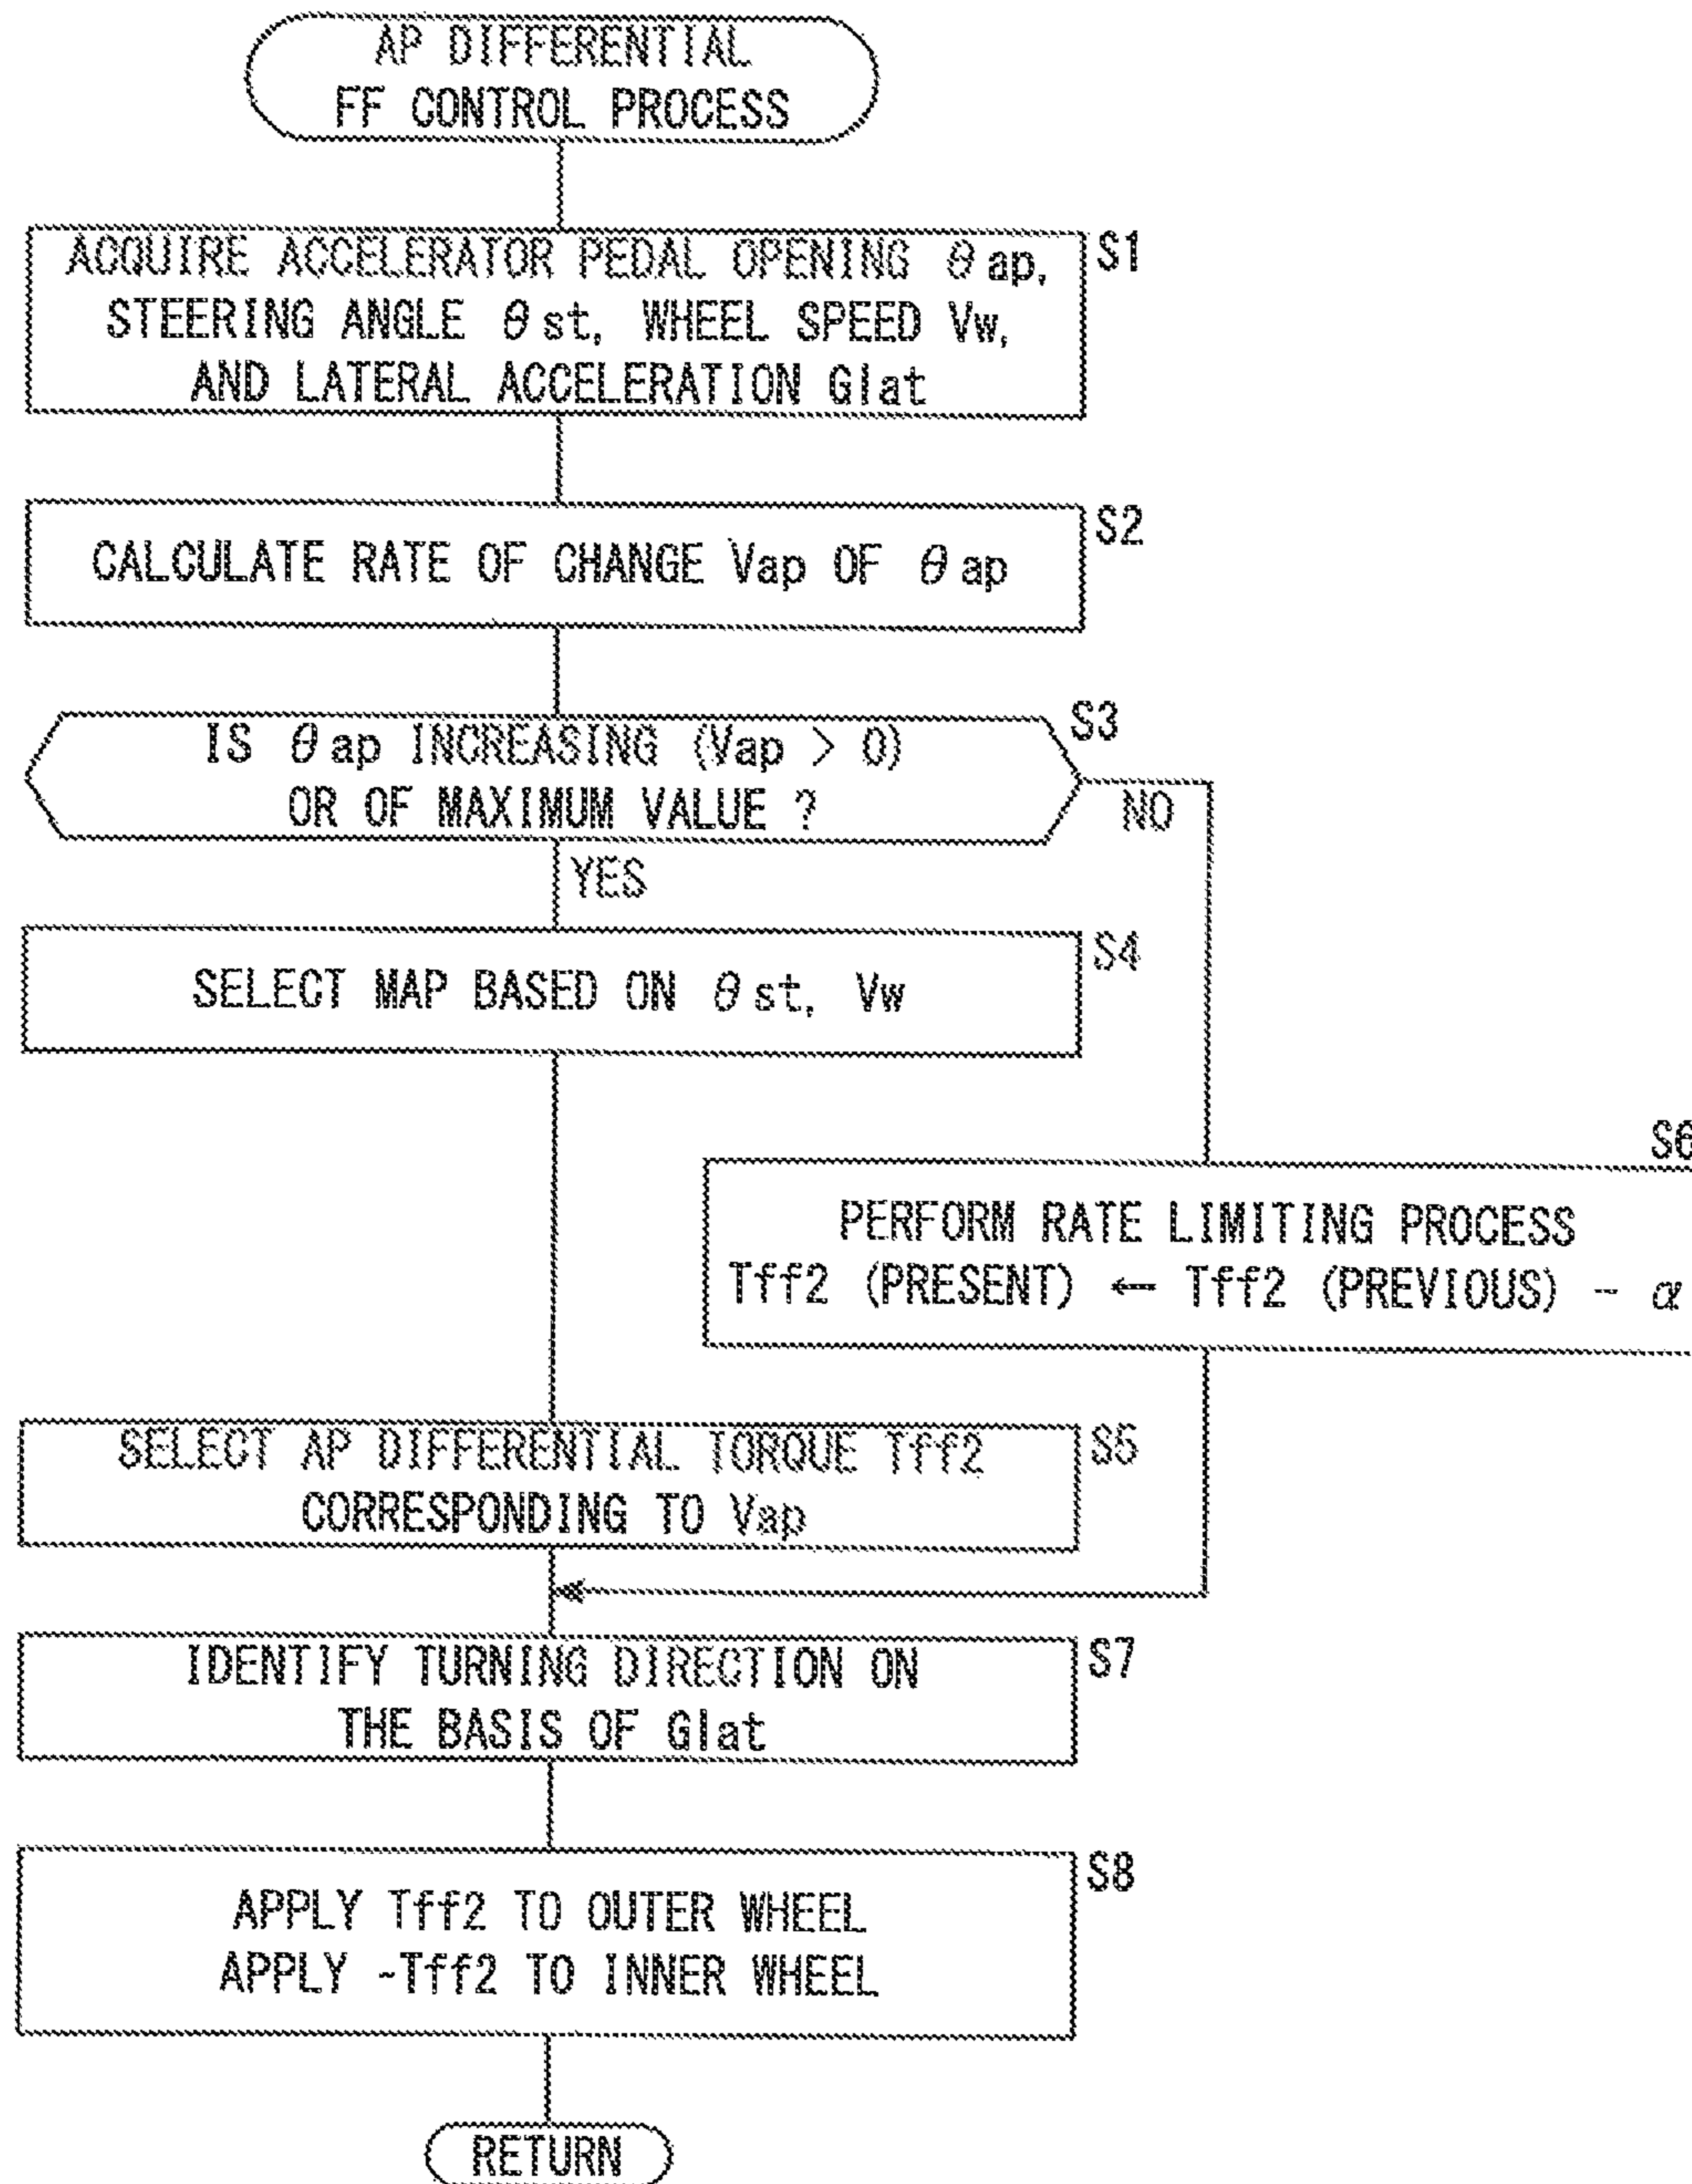 AP DIFFERENTIAL
FF CONTROL PROCESS
ACQUIRE ACCELERATOR PEDAL OPENING θap,
STEERING ANGLE θst, WHEEL SPEED Vw,
AND LATERAL ACCELERATION Glat
S1
CALCULATE RATE OF CHANGE Vap OF θap
S2
IS θap INCREASING (Vap > 0)
OR OF MAXIMUM VALUE ?
S3
NO
YES
SELECT MAP BASED ON θst, Vw
S4
S6
PERFORM RATE LIMITING PROCESS
Tff2 (PRESENT) ← Tff2 (PREVIOUS) - α
SELECT AP DIFFERENTIAL TORQUE Tff2
CORRESPONDING TO Vap
S5
IDENTIFY TURNING DIRECTION ON
THE BASIS OF Glat
S7
APPLY Tff2 TO OUTER WHEEL
APPLY -Tff2 TO INNER WHEEL
S8
RETURN